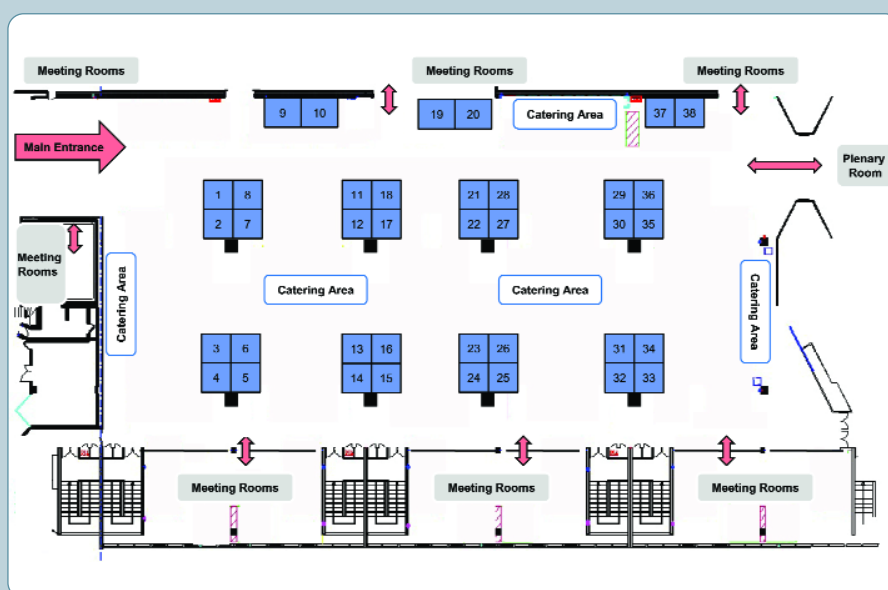 Meeting Rooms
Meeting Rooms
Meeting Rooms
9 10
19 20
Catering Area
37 38
Main Entrance
Plenary
Room
1 8
2 7
11 18
12 17
21 28
22 27
29 36
30 35
Meeting
Rooms
Catering Area
Catering Area
Catering Area
Catering Area
3 6
4 5
13 16
14 15
23 26
24 25
31 34
32 33
Meeting Rooms
Meeting Rooms
Meeting Rooms